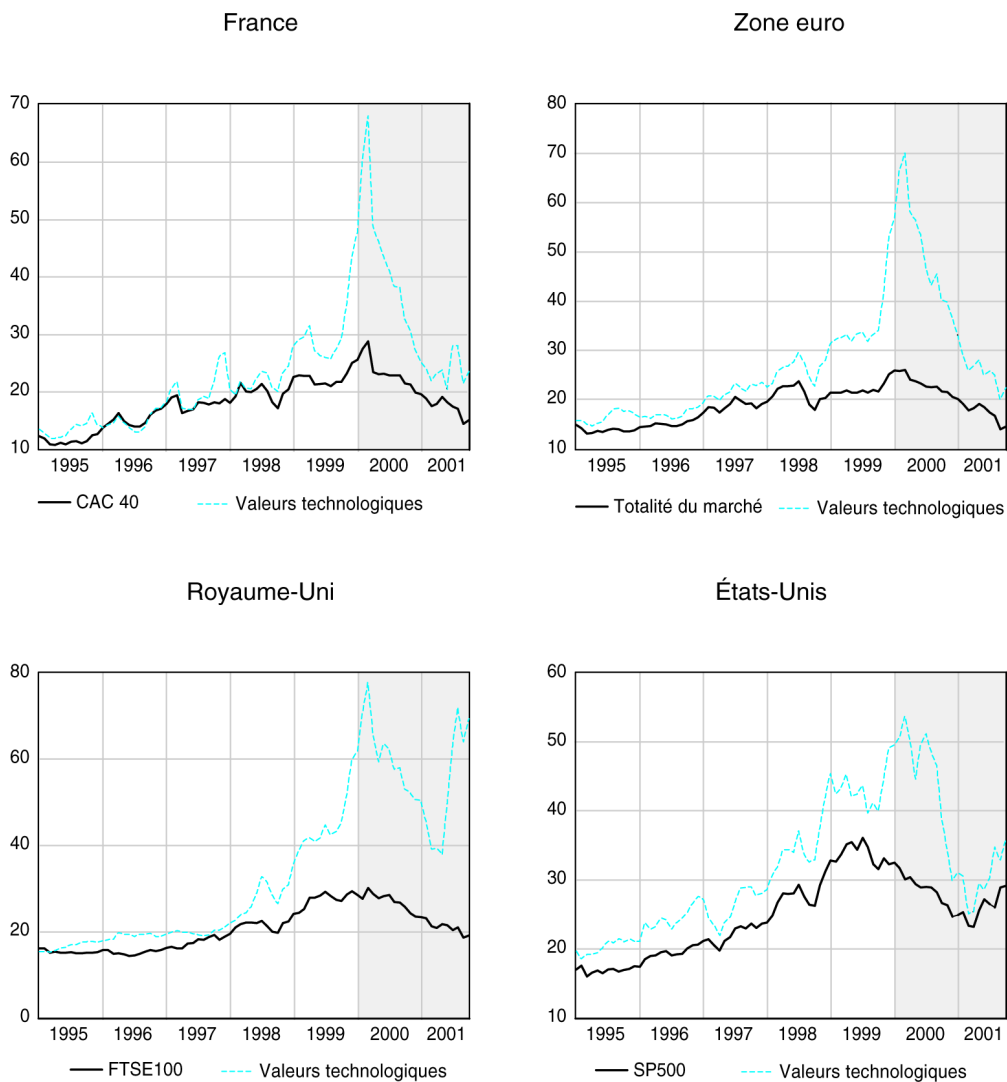 France
Zone euro
70
60
50
40
30
20
10
1995 1996 1997 1998 1999 2000 2001
CAC 40 Valeurs technologiques
80
70
60
50
40
30
20
10
1995 1996 1997 1998 1999 2000 2001
Totalité du marché Valeurs technologiques
Royaume-Uni
États-Unis
80
60
40
20
0
1995 1996 1997 1998 1999 2000 2001
FTSE100 Valeurs technologiques
60
50
40
30
20
10
1995 1996 1997 1998 1999 2000 2001
SP500 Valeurs technologiques